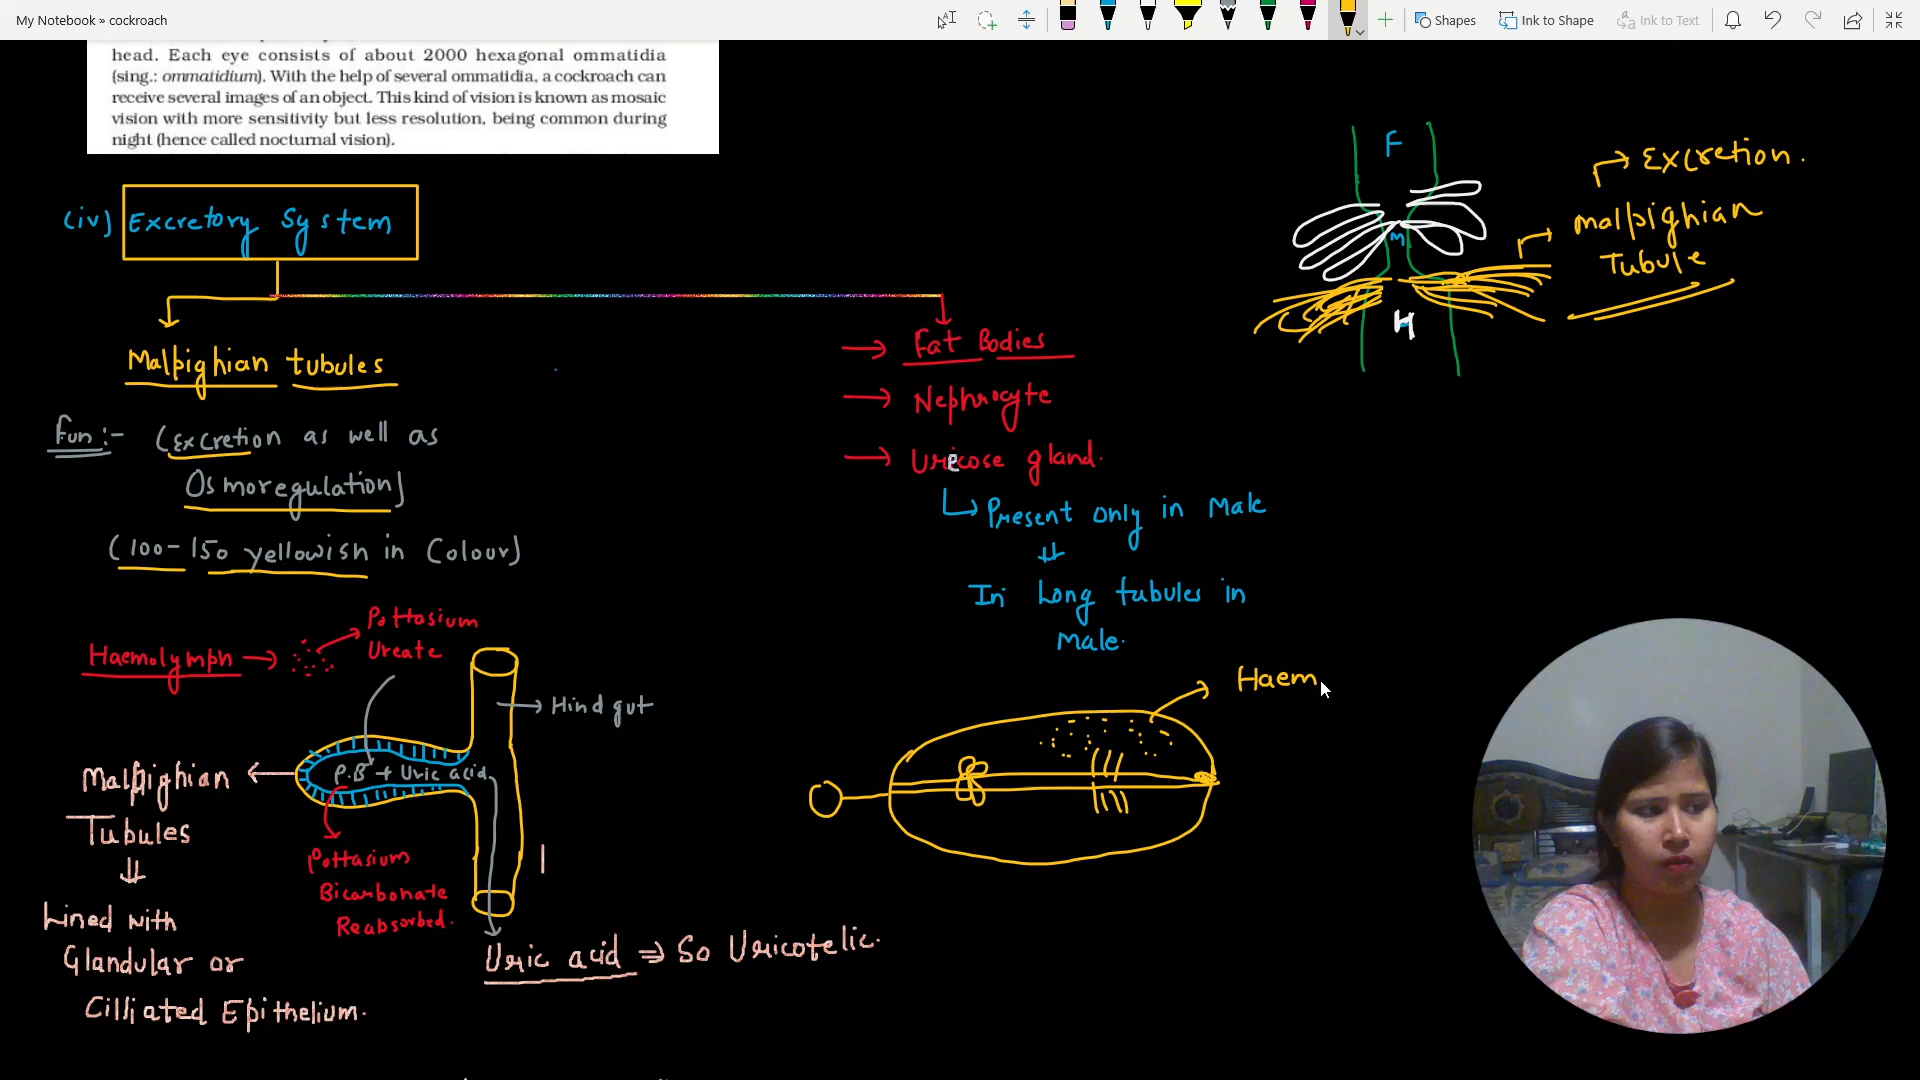 My Notebook » cockroach
Shapes
Ink to Shape
Ink to Text
head. Each eye consists of about 2000 hexagonal ommatidia
(sing.: ommatidium). With the help of several ommatidia, a cockroach can
receive several images of an object. This kind of vision is known as mosaic
vision with more sensitivity but less resolution, being common during
night (hence called nocturnal vision).
(iv) Excretory System
Malpighian tubules
Fun:- (Excretion as well as
Osmoregulation)
(100-150 yellowish in Colour)
Haemolymph
Pottasium
Ureate
Hind gut
P.B + Uric acid
Malpighian
Tubules
Lined with
Glandular or
Cilliated Epithelium.
Pottasium
Bicarbonate
Reabsorbed.
Uric acid ⇒ So Uricotelic.
Fat Bodies
Nephrocyte
Urecose gland.
Present only in Male
In Long tubules in
Male.
Haem
F
M
H
Excretion.
Malpighian
Tubule